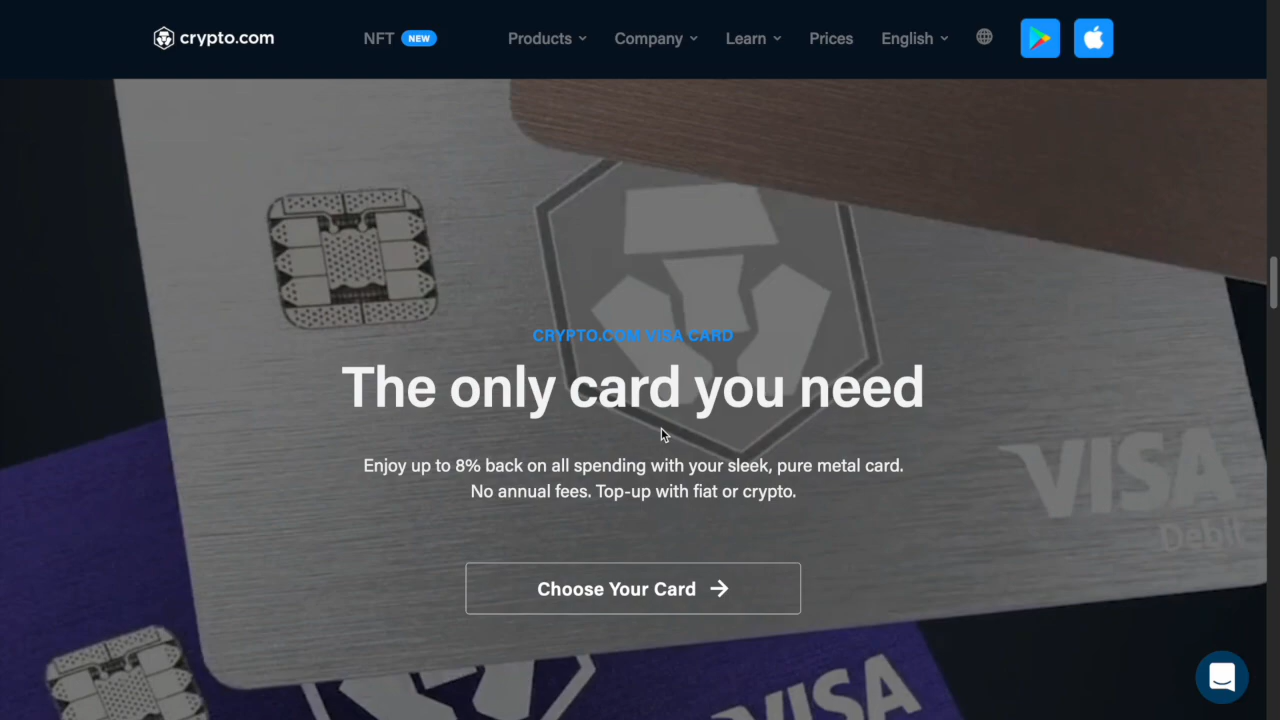 crypto.com
NFT NEW
Products
Company
Learn
Prices
English
CRYPTO.COM VISA CARD
The only card you need
Enjoy up to 8% back on all spending with your sleek, pure metal card.
No annual fees. Top-up with fiat or crypto.
VISA
Debit
Choose Your Card →
VISA